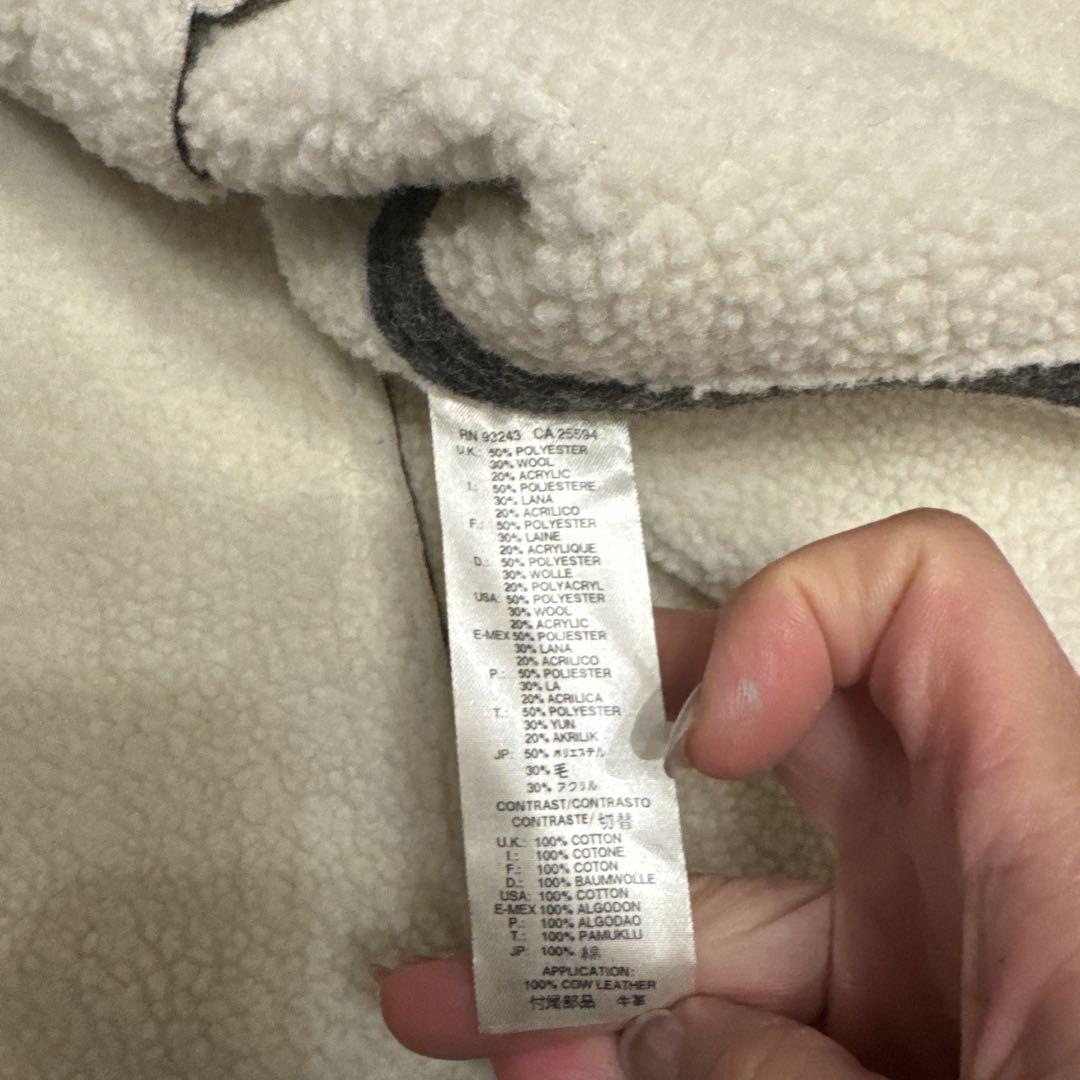 RN 93243 CA 25594
U.K.: 50% POLYESTER
30% WOOL
20% ACRYLIC
I.: 50% POLIESTERE
30% LANA
20% ACRILICO
F.: 50% POLYESTER
30% LAINE
20% ACRYLIQUE
D.: 50% POLYESTER
30% WOLLE
20% POLYACRYL
USA: 50% POLYESTER
30% WOOL
20% ACRYLIC
E-MEX 50% POLIESTER
30% LANA
20% ACRILICO
P.: 50% POLIESTER
30% LA
20% ACRILICA
T.: 50% POLYESTER
30% YUN
20% AKRILIK
JP: 50% ポリエステル
30% 毛
30% アクリル
CONTRAST/CONTRASTO
CONTRASTE/切替
U.K.: 100% COTTON
I.: 100% COTONE
F.: 100% COTON
D.: 100% BAUMWOLLE
USA: 100% COTTON
E-MEX 100% ALGODON
P.: 100% ALGODAO
T.: 100% PAMUKLU
JP: 100% 綿
APPLICATION:
100% COW LEATHER
付属部品 牛革